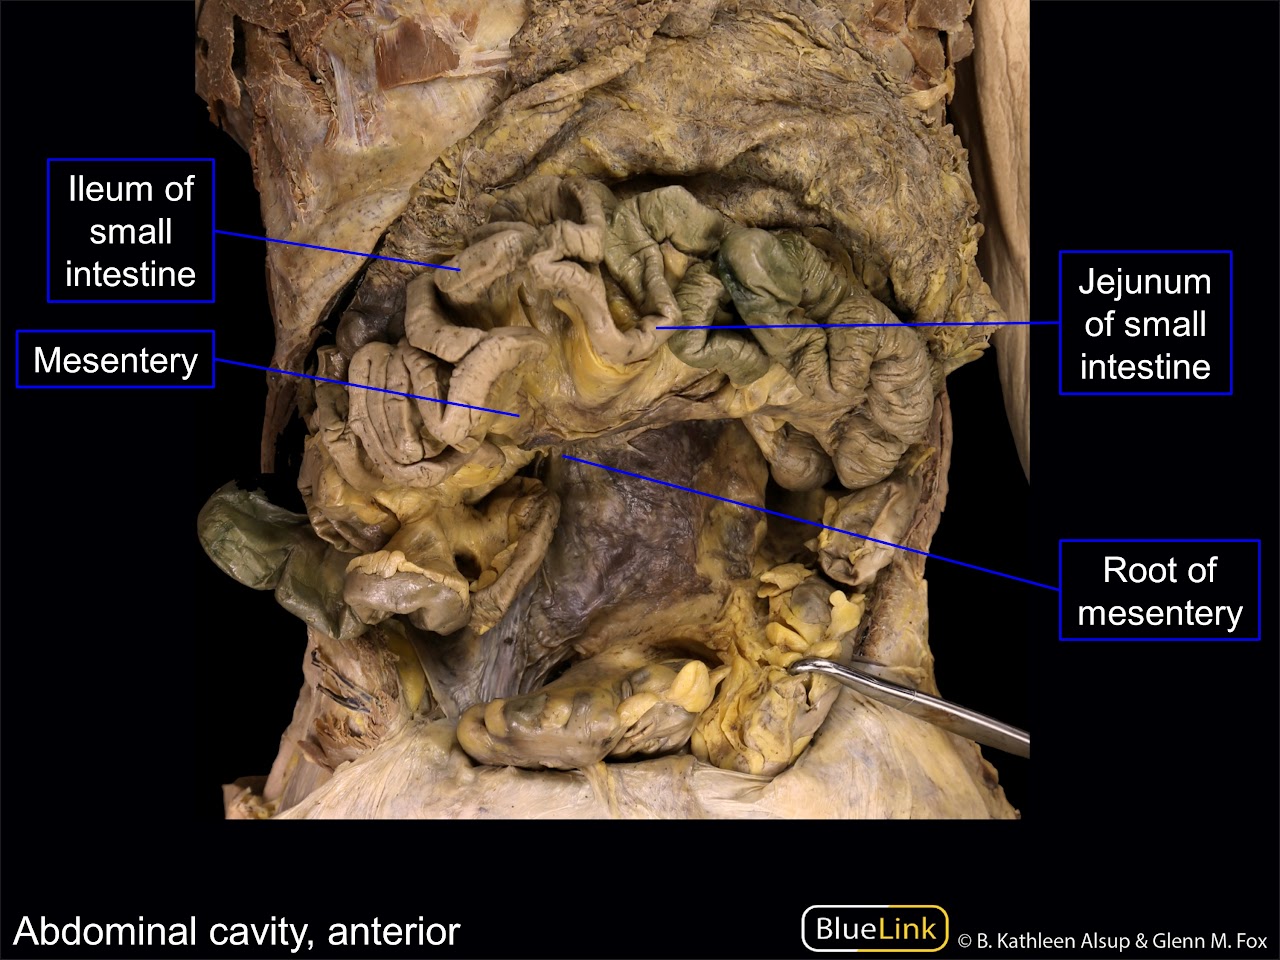 Ileum of
small
intestine
Mesentery
Jejunum
of small
intestine
Root of
mesentery
Abdominal cavity, anterior
BlueLink
© B. Kathleen Alsup & Glenn M. Fox